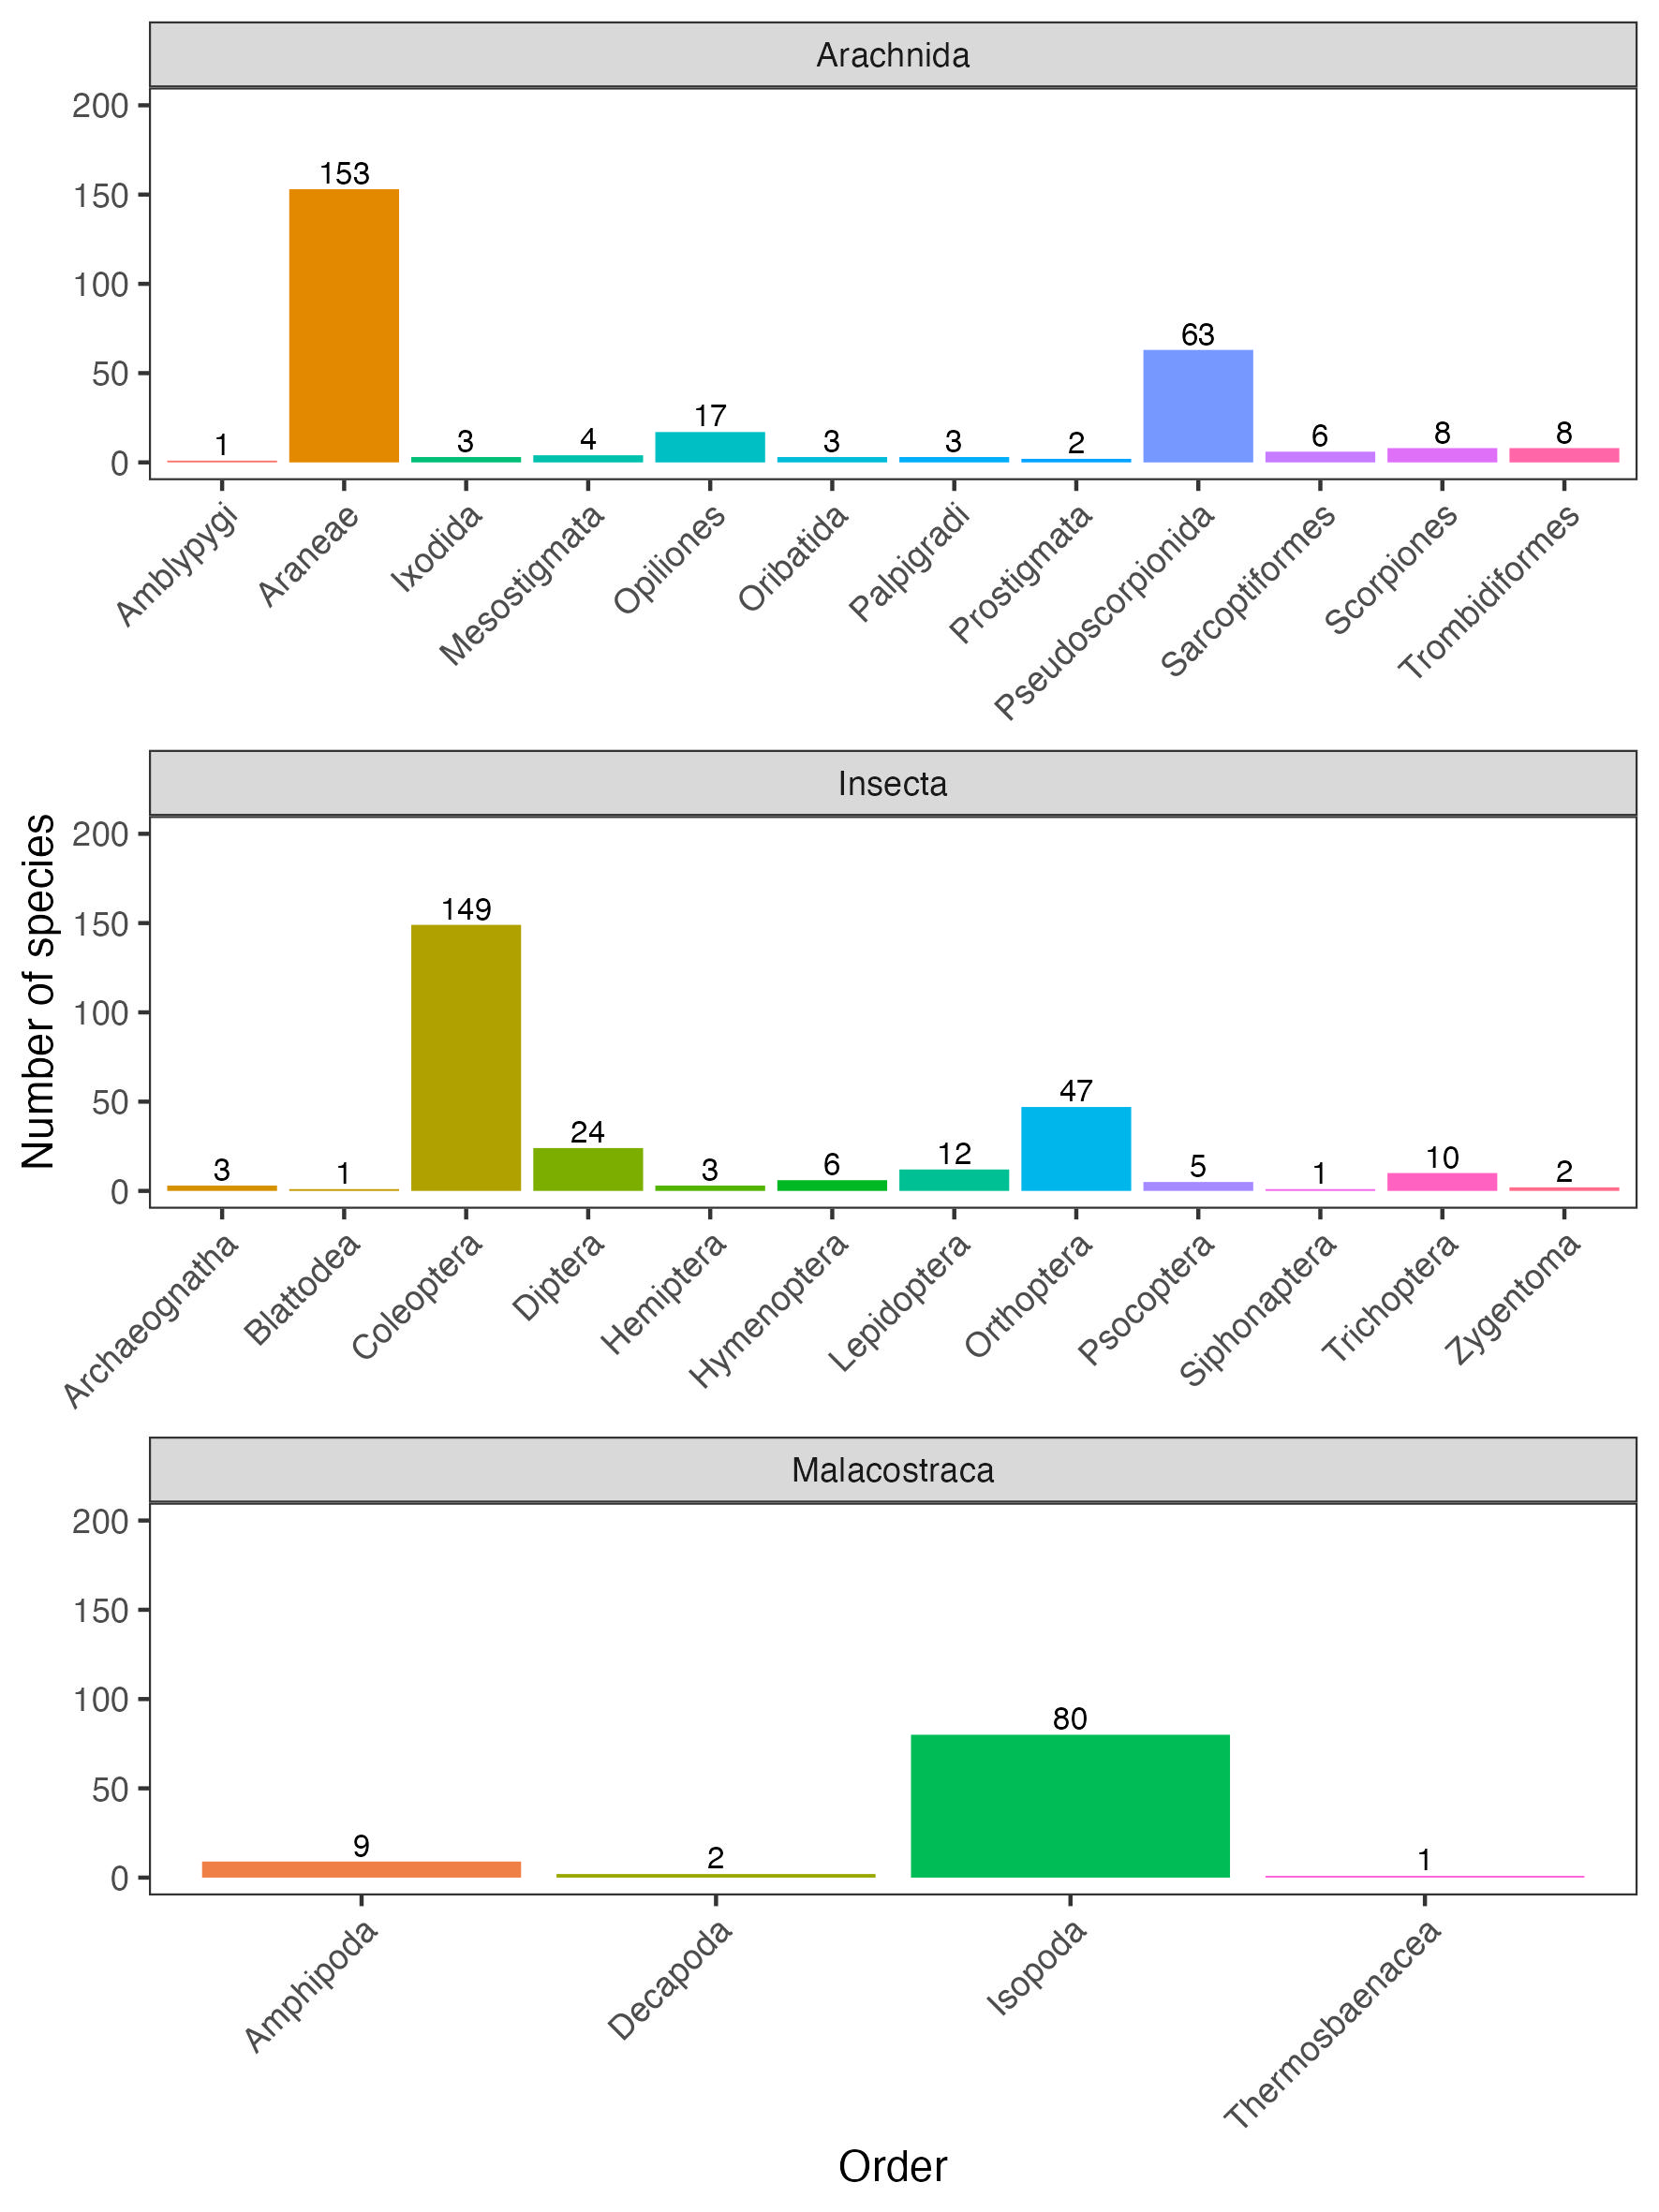 Arachnida
200
150
100
50
0
1
153
3
4
17
3
3
2
63
6
8
8
Amblypygi
Araneae
Ixodida
Mesostigmata
Opiliones
Oribatida
Palpigradi
Prostigmata
Pseudoscorpionida
Sarcoptiformes
Scorpiones
Trombidiformes
Number of species
Insecta
200
150
100
50
0
3
1
149
24
3
6
12
47
5
1
10
2
Archaeognatha
Blattodea
Coleoptera
Diptera
Hemiptera
Hymenoptera
Lepidoptera
Orthoptera
Psocoptera
Siphonaptera
Trichoptera
Zygentoma
Malacostraca
200
150
100
50
0
9
2
80
1
Amphipoda
Decapoda
Isopoda
Thermosbaenacea
Order